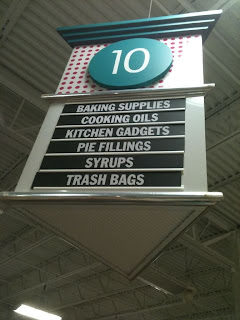 10
BAKING SUPPLIES
COOKING OILS
KITCHEN GADGETS
PIE FILLINGS
SYRUPS
TRASH BAGS